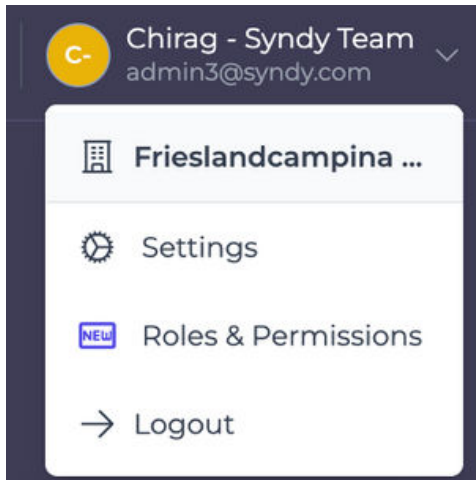 C-
Chirag - Syndy Team
admin3@syndy.com
Frieslandcampina ...
Settings
NEW
Roles & Permissions
Logout